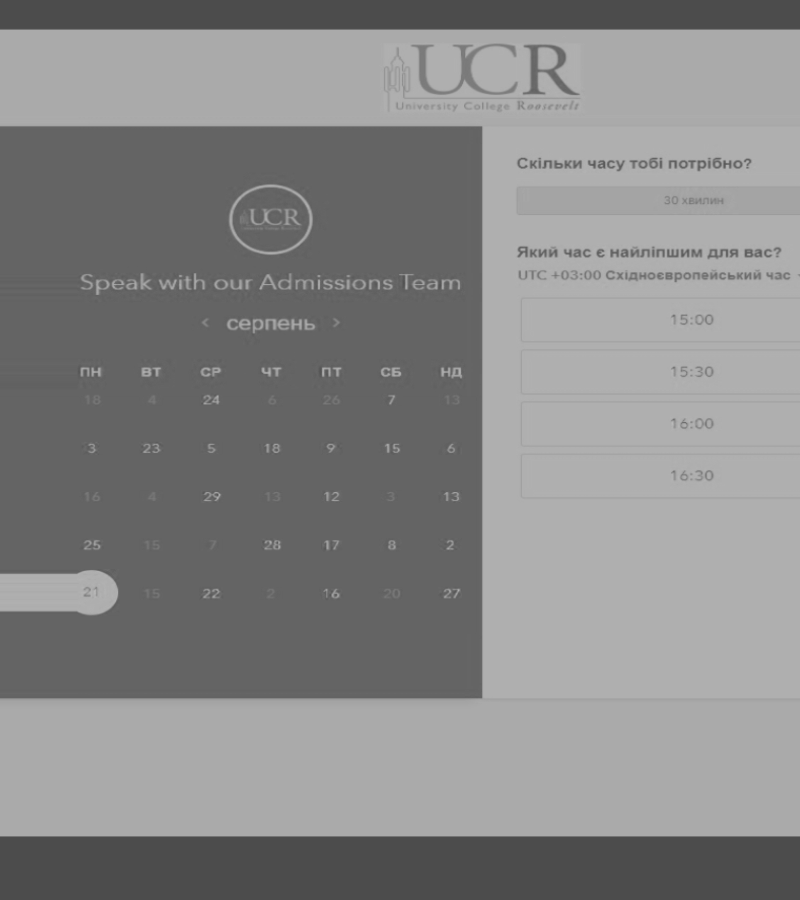 UCR
University College Roosevelt
UCR
Speak with our Admissions Team
< серпень >
ПН ВТ СР ЧТ ПТ СБ НД
18 4 24 6 26 7 13
3 23 5 18 9 15 6
16 4 29 13 12 3 13
25 15 7 28 17 8 2
21 15 22 2 16 20 27
Скільки часу тобі потрібно?
30 хвилин
Який час є найліпшим для вас?
UTC +03:00 Східноєвропейський час
15:00
15:30
16:00
16:30